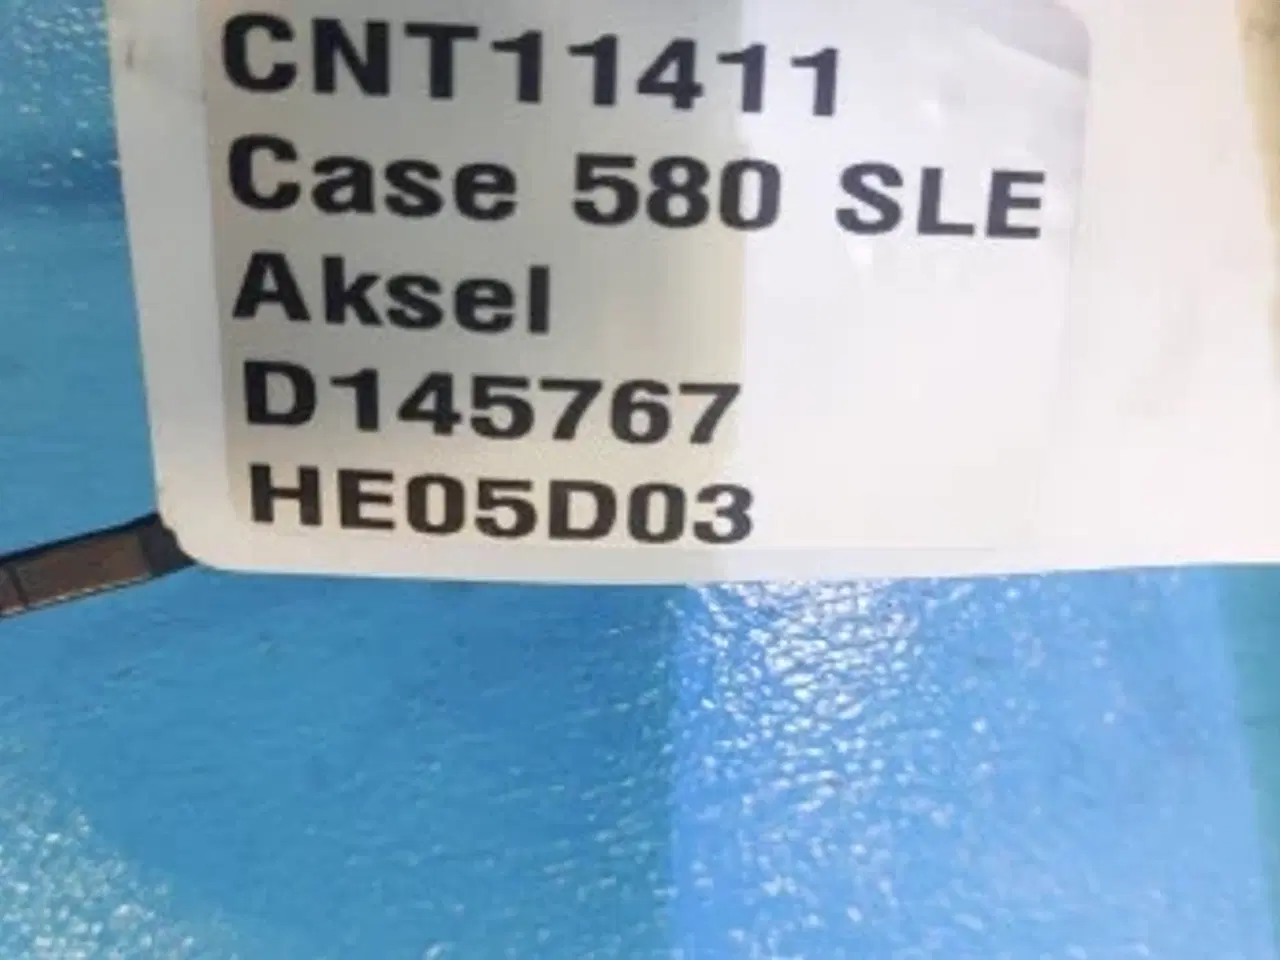 CNT11411
Case 580 SLE
Aksel
D145767
HE05D03